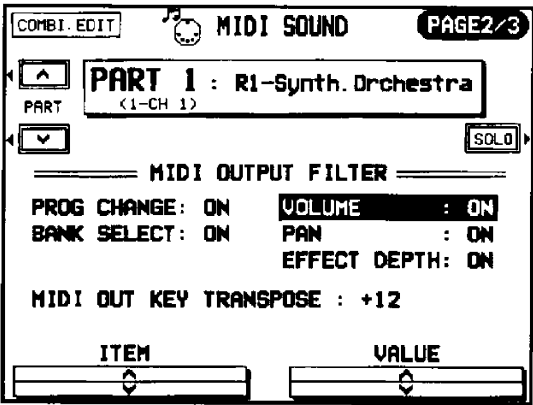 COMBI.EDIT MIDI SOUND PAGE2/3
PART 1 : R1-Synth.Orchestra
(1-CH 1)
PART
SOLO
MIDI OUTPUT FILTER
PROG CHANGE: ON VOLUME : ON
BANK SELECT: ON PAN : ON
EFFECT DEPTH: ON
MIDI OUT KEY TRANSPOSE : +12
ITEM VALUE